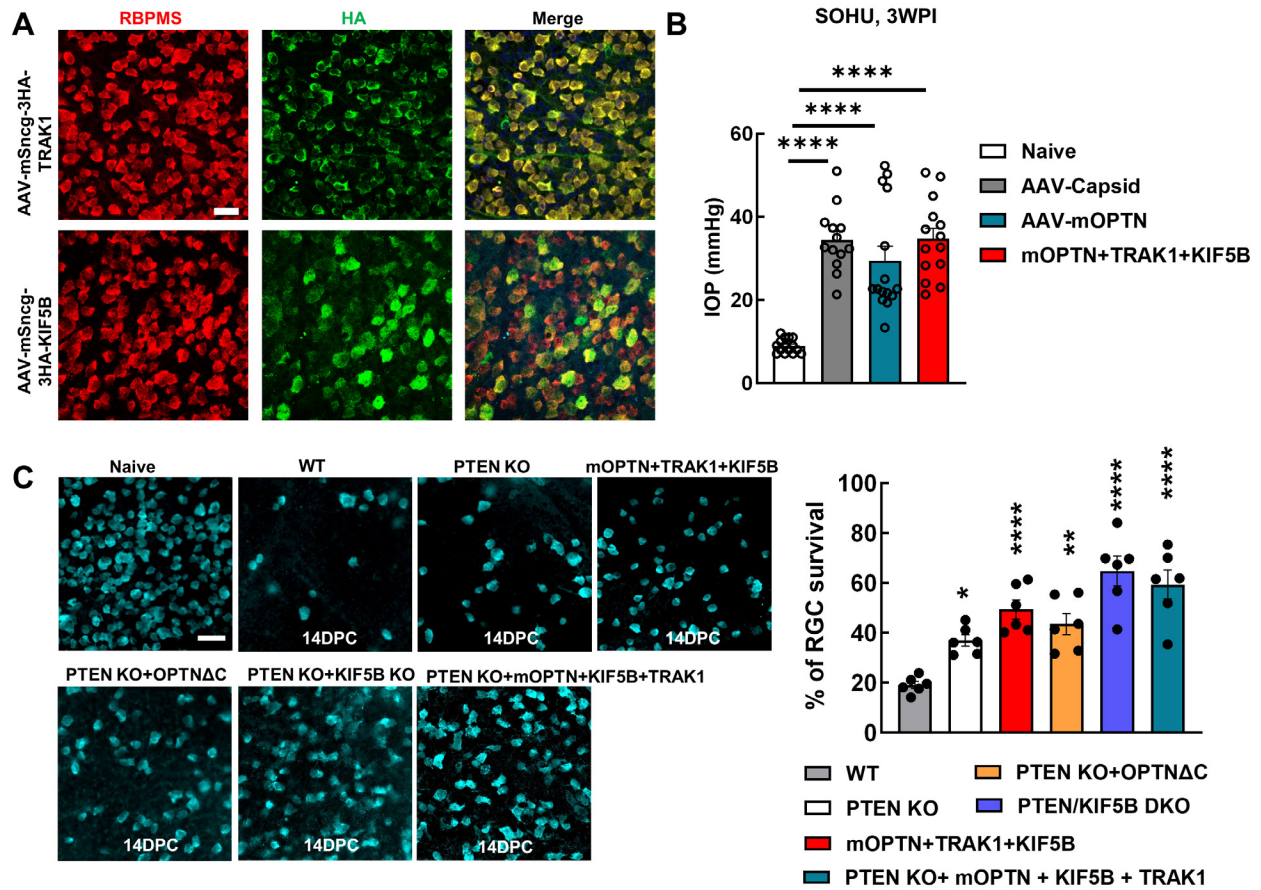 A
RBPMS
HA
Merge
AAV-mSncg-3HA-
TRAK1
AAV-mSncg-
3HA-KIF5B
B
SOHU, 3WPI
****
****
****
IOP (mmHg)
60
40
20
0
Naive
AAV-Capsid
AAV-mOPTN
mOPTN+TRAK1+KIF5B
C
Naive
WT
PTEN KO
mOPTN+TRAK1+KIF5B
14DPC
14DPC
14DPC
PTEN KO+OPTNΔC
PTEN KO+KIF5B KO
PTEN KO+mOPTN+KIF5B+TRAK1
14DPC
14DPC
14DPC
% of RGC survival
100
80
60
40
20
0
*
****
**
****
****
WT
PTEN KO+OPTNΔC
PTEN KO
PTEN/KIF5B DKO
mOPTN+TRAK1+KIF5B
PTEN KO+ mOPTN + KIF5B + TRAK1